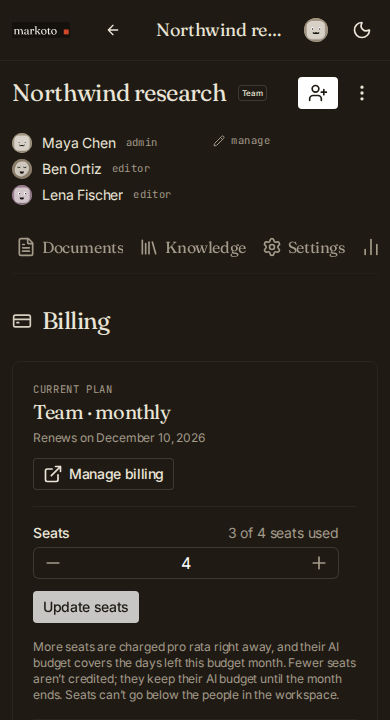 markoto
Northwind re...
Northwind research Team
Maya Chen admin
manage
Ben Ortiz editor
Lena Fischer editor
Documents Knowledge Settings
Billing
CURRENT PLAN
Team · monthly
Renews on December 10, 2026
Manage billing
Seats 3 of 4 seats used
4
Update seats
More seats are charged pro rata right away, and their AI
budget covers the days left this budget month. Fewer seats
aren't credited; they keep their AI budget until the month
ends. Seats can't go below the people in the workspace.